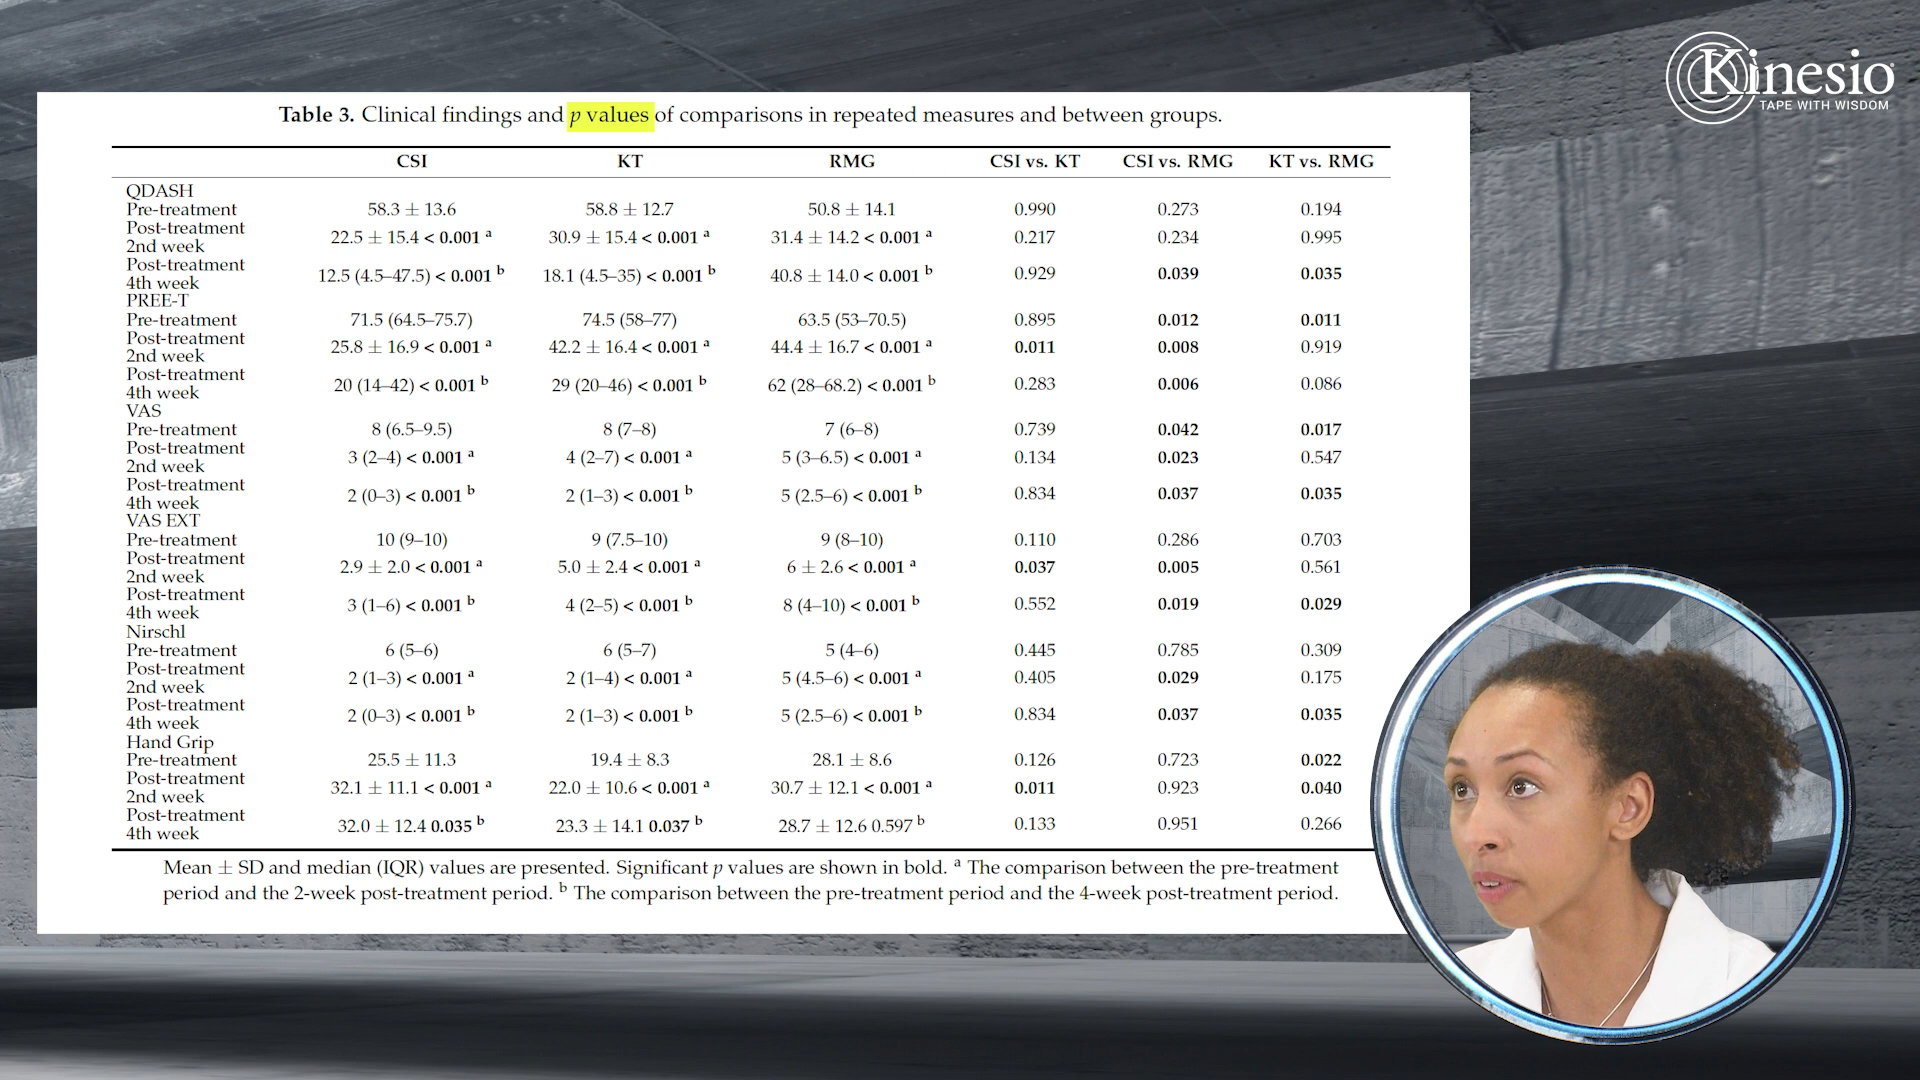 Kinesio®
TAPE WITH WISDOM
Table 3. Clinical findings and p values of comparisons in repeated measures and between groups.
CSI KT RMG CSI vs. KT CSI vs. RMG KT vs. RMG
QDASH
Pre-treatment 58.3 ± 13.6 58.8 ± 12.7 50.8 ± 14.1 0.990 0.273 0.194
Post-treatment
2nd week 22.5 ± 15.4 < 0.001 a 30.9 ± 15.4 < 0.001 a 31.4 ± 14.2 < 0.001 a 0.217 0.234 0.995
Post-treatment
4th week 12.5 (4.5–47.5) < 0.001 b 18.1 (4.5–35) < 0.001 b 40.8 ± 14.0 < 0.001 b 0.929 0.039 0.035
PREE-T
Pre-treatment 71.5 (64.5–75.7) 74.5 (58–77) 63.5 (53–70.5) 0.895 0.012 0.011
Post-treatment
2nd week 25.8 ± 16.9 < 0.001 a 42.2 ± 16.4 < 0.001 a 44.4 ± 16.7 < 0.001 a 0.011 0.008 0.919
Post-treatment
4th week 20 (14–42) < 0.001 b 29 (20–46) < 0.001 b 62 (28–68.2) < 0.001 b 0.283 0.006 0.086
VAS
Pre-treatment 8 (6.5–9.5) 8 (7–8) 7 (6–8) 0.739 0.042 0.017
Post-treatment
2nd week 3 (2–4) < 0.001 a 4 (2–7) < 0.001 a 5 (3–6.5) < 0.001 a 0.134 0.023 0.547
Post-treatment
4th week 2 (0–3) < 0.001 b 2 (1–3) < 0.001 b 5 (2.5–6) < 0.001 b 0.834 0.037 0.035
VAS EXT
Pre-treatment 10 (9–10) 9 (7.5–10) 9 (8–10) 0.110 0.286 0.703
Post-treatment
2nd week 2.9 ± 2.0 < 0.001 a 5.0 ± 2.4 < 0.001 a 6 ± 2.6 < 0.001 a 0.037 0.005 0.561
Post-treatment
4th week 3 (1–6) < 0.001 b 4 (2–5) < 0.001 b 8 (4–10) < 0.001 b 0.552 0.019 0.029
Nirschl
Pre-treatment 6 (5–6) 6 (5–7) 5 (4–6) 0.445 0.785 0.309
Post-treatment
2nd week 2 (1–3) < 0.001 a 2 (1–4) < 0.001 a 5 (4.5–6) < 0.001 a 0.405 0.029 0.175
Post-treatment
4th week 2 (0–3) < 0.001 b 2 (1–3) < 0.001 b 5 (2.5–6) < 0.001 b 0.834 0.037 0.035
Hand Grip
Pre-treatment 25.5 ± 11.3 19.4 ± 8.3 28.1 ± 8.6 0.126 0.723 0.022
Post-treatment
2nd week 32.1 ± 11.1 < 0.001 a 22.0 ± 10.6 < 0.001 a 30.7 ± 12.1 < 0.001 a 0.011 0.923 0.040
Post-treatment
4th week 32.0 ± 12.4 0.035 b 23.3 ± 14.1 0.037 b 28.7 ± 12.6 0.597 b 0.133 0.951 0.266
Mean ± SD and median (IQR) values are presented. Significant p values are shown in bold. a The comparison between the pre-treatment
period and the 2-week post-treatment period. b The comparison between the pre-treatment period and the 4-week post-treatment period.